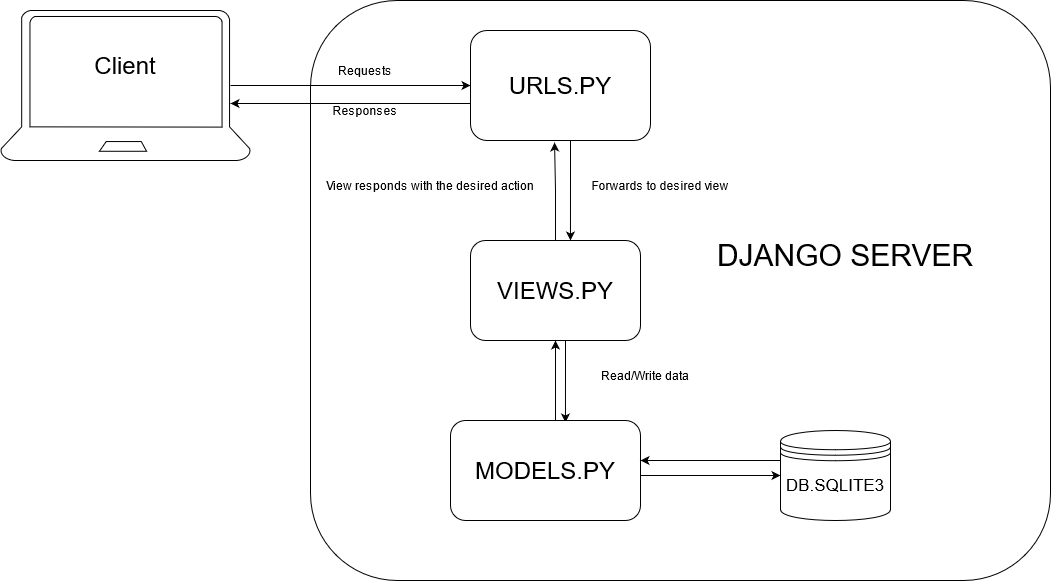 Client
Requests
Responses
URLS.PY
View responds with the desired action
Forwards to desired view
DJANGO SERVER
VIEWS.PY
Read/Write data
MODELS.PY
DB.SQLITE3